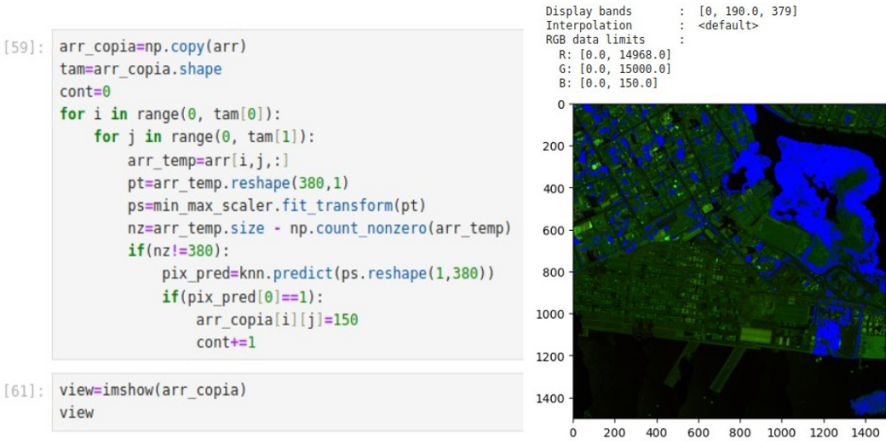 [59]:
arr_copia=np.copy(arr)
tam=arr_copia.shape
cont=0
for i in range(0, tam[0]):
    for j in range(0, tam[1]):
        arr_temp=arr[i,j,:]
        pt=arr_temp.reshape(380,1)
        ps=min_max_scaler.fit_transform(pt)
        nz=arr_temp.size - np.count_nonzero(arr_temp)
        if(nz!=380):
            pix_pred=knn.predict(ps.reshape(1,380))
            if(pix_pred[0]==1):
                arr_copia[i][j]=150
                cont+=1
[61]:
view=imshow(arr_copia)
view
Display bands : [0, 190.0, 379]
Interpolation : <default>
RGB data limits :
R: [0.0, 14968.0]
G: [0.0, 15000.0]
B: [0.0, 150.0]
0
200
400
600
800
1000
1200
1400
0 200 400 600 800 1000 1200 1400